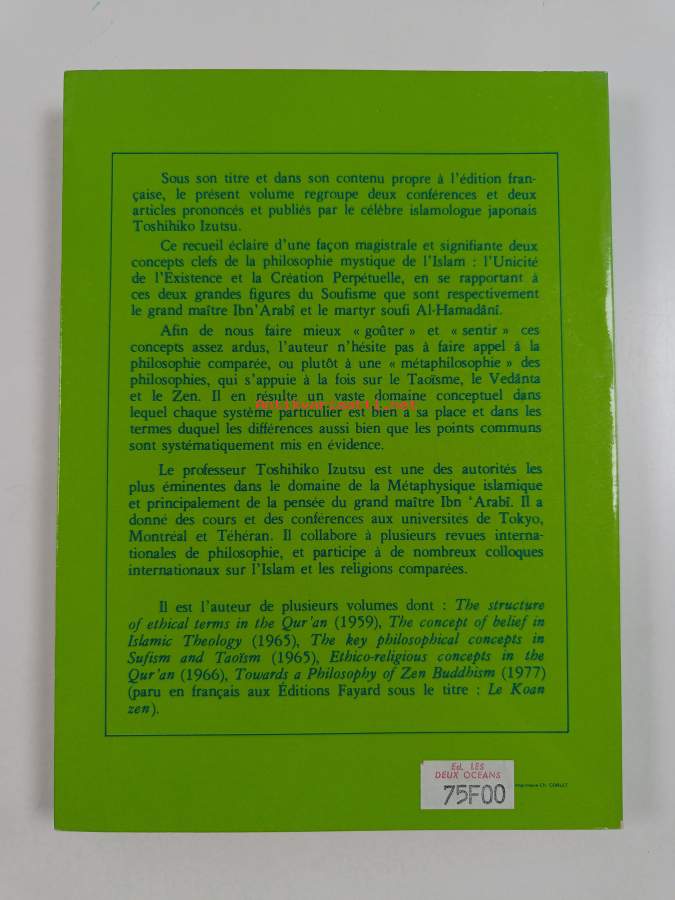 Sous son titre et dans son contenu propre à l'édition fran-
çaise, le présent volume regroupe deux conférences et deux
articles prononcés et publiés par le célèbre islamologue japonais
Toshihiko Izutsu.
Ce recueil éclaire d'une façon magistrale et signifiante deux
concepts clefs de la philosophie mystique de l'Islam : l'Unicité
de l'Existence et la Création Perpétuelle, en se rapportant à
ces deux grandes figures du Soufisme que sont respectivement
le grand maître Ibn'Arabî et le martyr soufi Al-Hamadânî.
Afin de nous faire mieux « goûter » et « sentir » ces
concepts assez ardus, l'auteur n'hésite pas à faire appel à la
philosophie comparée, ou plutôt à une « métaphilosophie » des
philosophies, qui s'appuie à la fois sur le Taoïsme, le Vedânta
et le Zen. Il en résulte un vaste domaine conceptuel dans
lequel chaque système particulier est bien à sa place et dans les
termes duquel les différences aussi bien que les points communs
sont systématiquement mis en évidence.
Le professeur Toshihiko Izutsu est une des autorités les
plus éminentes dans le domaine de la Métaphysique islamique
et principalement de la pensée du grand maître Ibn 'Arabî. Il a
donné des cours et des conférences aux universités de Tokyo,
Montréal et Téhéran. Il collabore à plusieurs revues interna-
tionales de philosophie, et participe à de nombreux colloques
internationaux sur l'Islam et les religions comparées.
Il est l'auteur de plusieurs volumes dont : The structure
of ethical terms in the Qur'an (1959), The concept of belief in
Islamic Theology (1965), The key philosophical concepts in
Sufism and Taoïsm (1965), Ethico-religious concepts in the
Qur'an (1966), Towards a Philosophy of Zen Buddhism (1977)
(paru en français aux Éditions Fayard sous le titre : Le Koan
zen).
Ed. LES
DEUX OCEANS
75F00